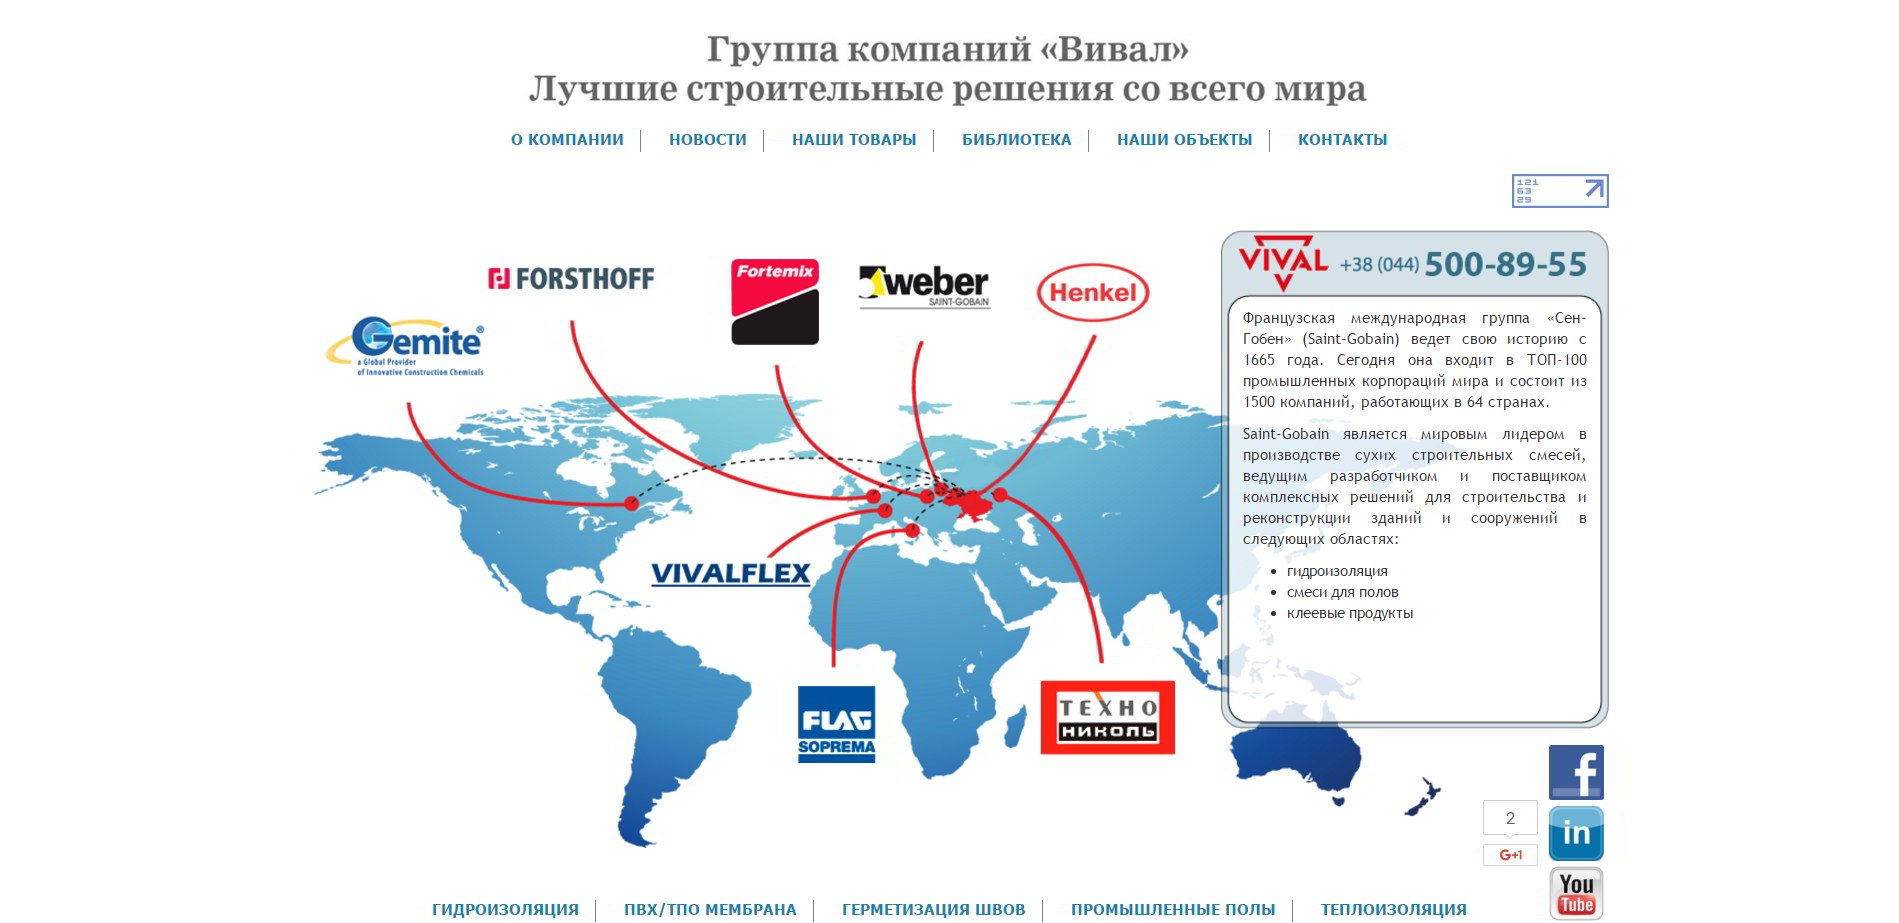 Группа компаний «Вивал»
Лучшие строительные решения со всего мира
О КОМПАНИИ
НОВОСТИ
НАШИ ТОВАРЫ
БИБЛИОТЕКА
НАШИ ОБЪЕКТЫ
КОНТАКТЫ
121
63
29
VIVAL +38 (044) 500-89-55
FORSTHOFF
Fortemix
weber
SAINT-GOBAIN
Henkel
Gemite®
a Global Provider
of Innovative Construction Chemicals
VIVALFLEX
FLAG
SOPREMA
ТЕХНО
НИКОЛЬ
Французская международная группа «Сен-
Гобен» (Saint-Gobain) ведет свою историю с
1665 года. Сегодня она входит в ТОП-100
промышленных корпораций мира и состоит из
1500 компаний, работающих в 64 странах.
Saint-Gobain является мировым лидером в
производстве сухих строительных смесей,
ведущим разработчиком и поставщиком
комплексных решений для строительства и
реконструкции зданий и сооружений в
следующих областях:
гидроизоляция
смеси для полов
клеевые продукты
f
2
in
G+1
You
Tube
ГИДРОИЗОЛЯЦИЯ
ПВХ/ТПО МЕМБРАНА
ГЕРМЕТИЗАЦИЯ ШВОВ
ПРОМЫШЛЕННЫЕ ПОЛЫ
ТЕПЛОИЗОЛЯЦИЯ